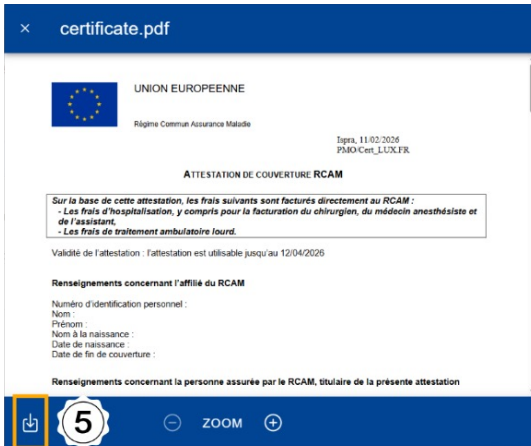 × certificate.pdf
UNION EUROPEENNE
Régime Commun Assurance Maladie
Ispra, 11/02/2026
PMO/Cert_LUX.FR
ATTESTATION DE COUVERTURE RCAM
Sur la base de cette attestation, les frais suivants sont facturés directement au RCAM :
- Les frais d'hospitalisation, y compris pour la facturation du chirurgien, du médecin anesthésiste et
de l'assistant,
- Les frais de traitement ambulatoire lourd.
Validité de l'attestation : l'attestation est utilisable jusqu'au 12/04/2026
Renseignements concernant l'affilié du RCAM
Numéro d'identification personnel :
Nom :
Prénom :
Nom à la naissance :
Date de naissance :
Date de fin de couverture :
Renseignements concernant la personne assurée par le RCAM, titulaire de la présente attestation
5 ZOOM